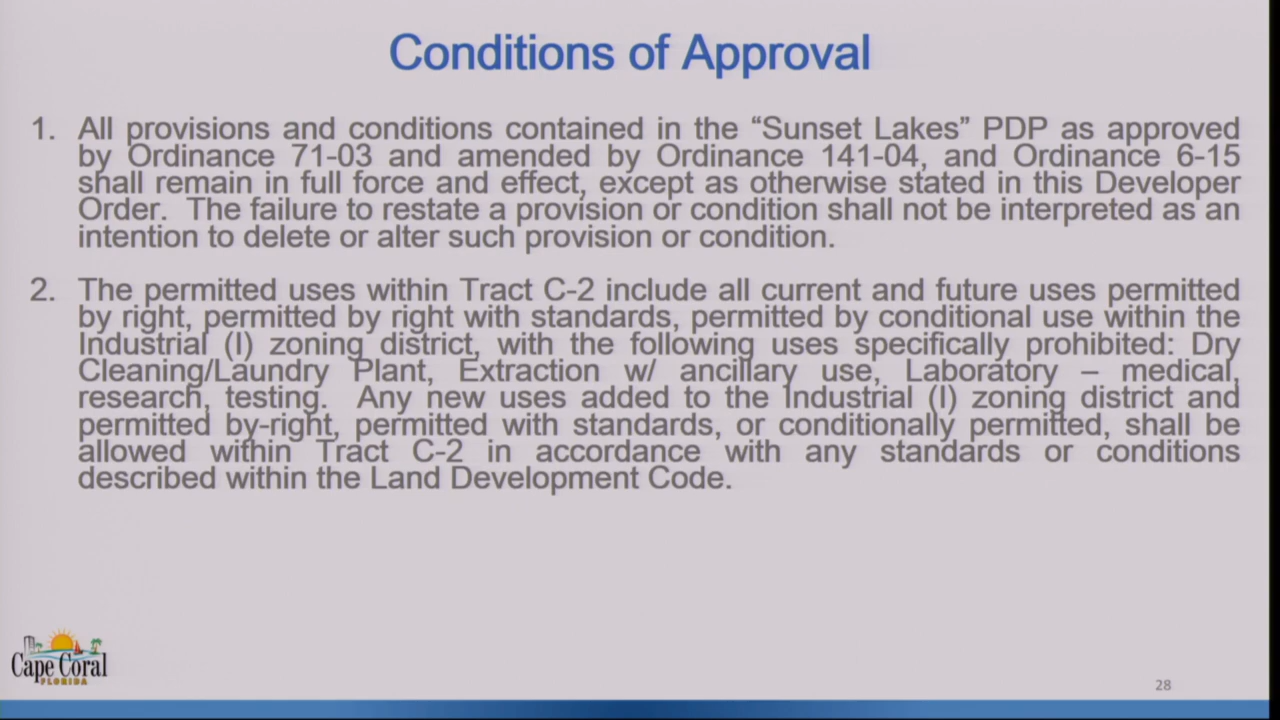 Conditions of Approval
1. All provisions and conditions contained in the “Sunset Lakes” PDP as approved
by Ordinance 71-03 and amended by Ordinance 141-04, and Ordinance 6-15
shall remain in full force and effect, except as otherwise stated in this Developer
Order. The failure to restate a provision or condition shall not be interpreted as an
intention to delete or alter such provision or condition.
2. The permitted uses within Tract C-2 include all current and future uses permitted
by right, permitted by right with standards, permitted by conditional use within the
Industrial (I) zoning district, with the following uses specifically prohibited: Dry
Cleaning/Laundry Plant, Extraction w/ ancillary use, Laboratory – medical,
research, testing. Any new uses added to the Industrial (I) zoning district and
permitted by-right, permitted with standards, or conditionally permitted, shall be
allowed within Tract C-2 in accordance with any standards or conditions
described within the Land Development Code.
Cape Coral
FLORIDA
28